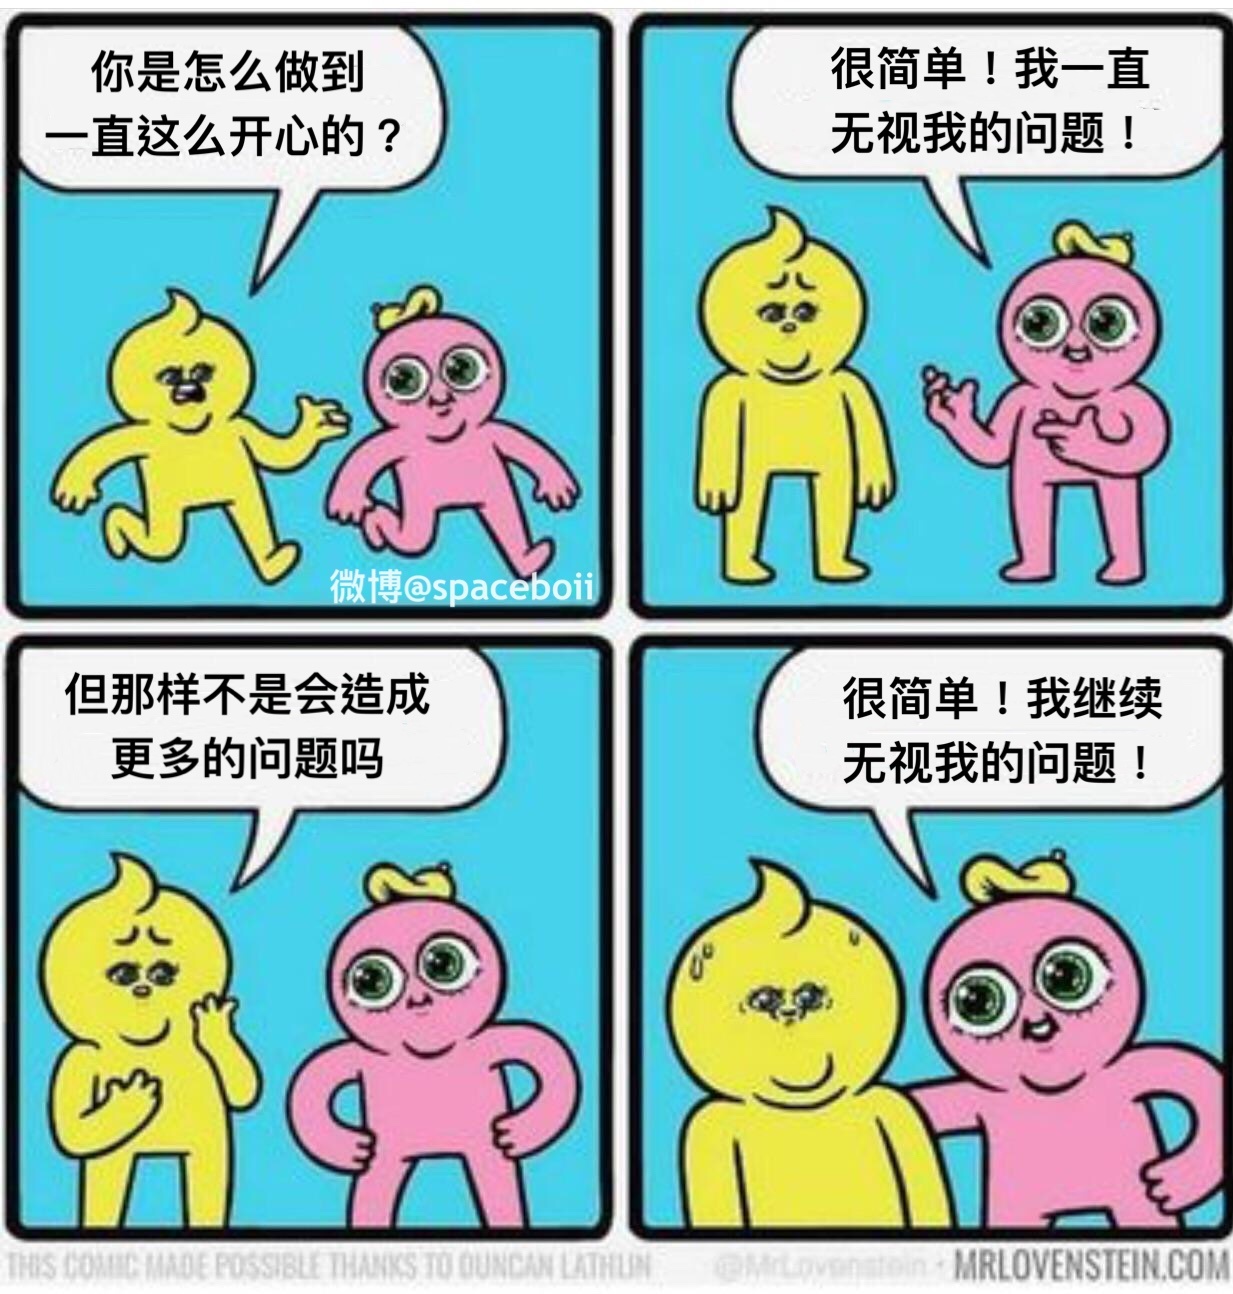 你是怎么做到
一直这么开心的？
很简单！我一直
无视我的问题！
微博@spaceboii
但那样不是会造成
更多的问题吗
很简单！我继续
无视我的问题！
THIS COMIC MADE POSSIBLE THANKS TO DUNCAN LATHLIN
@MrLovenstein • MRLOVENSTEIN.COM